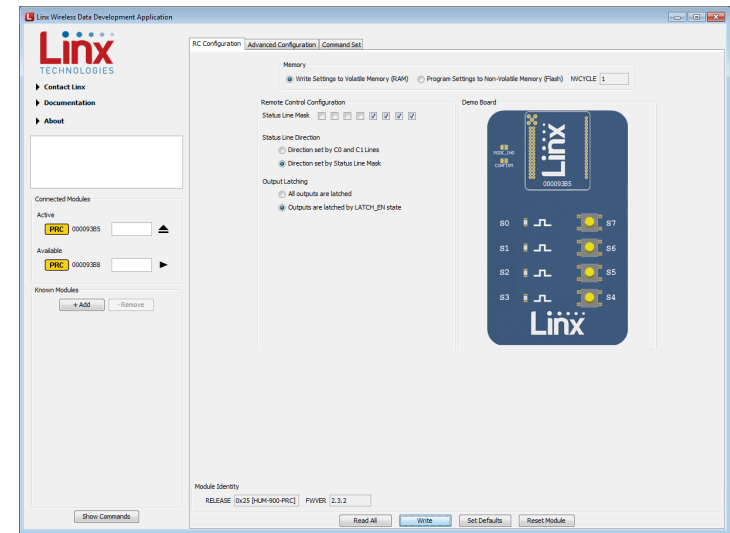 Linx Wireless Data Development Application
Linx
TECHNOLOGIES
Contact Linx
Documentation
About
Connected Modules
Active
PRC 000093B5
Available
PRC 000093B8
Known Modules
+ Add - Remove
Show Commands
RC Configuration Advanced Configuration Command Set
Memory
Write Settings to Volatile Memory (RAM) Program Settings to Non-Volatile Memory (Flash) NVCYCLE 1
Remote Control Configuration
Status Line Mask
Status Line Direction
Direction set by C0 and C1 Lines
Direction set by Status Line Mask
Output Latching
All outputs are latched
Outputs are latched by LATCH_EN state
Demo Board
Linx
MODE_IND
CONFIRM
000093B5
S0 S7
S1 S6
S2 S5
S3 S4
Linx
Module Identity
RELEASE 0x25 [HUM-900-PRC] FWVER 2.3.2
Read All Write Set Defaults Reset Module